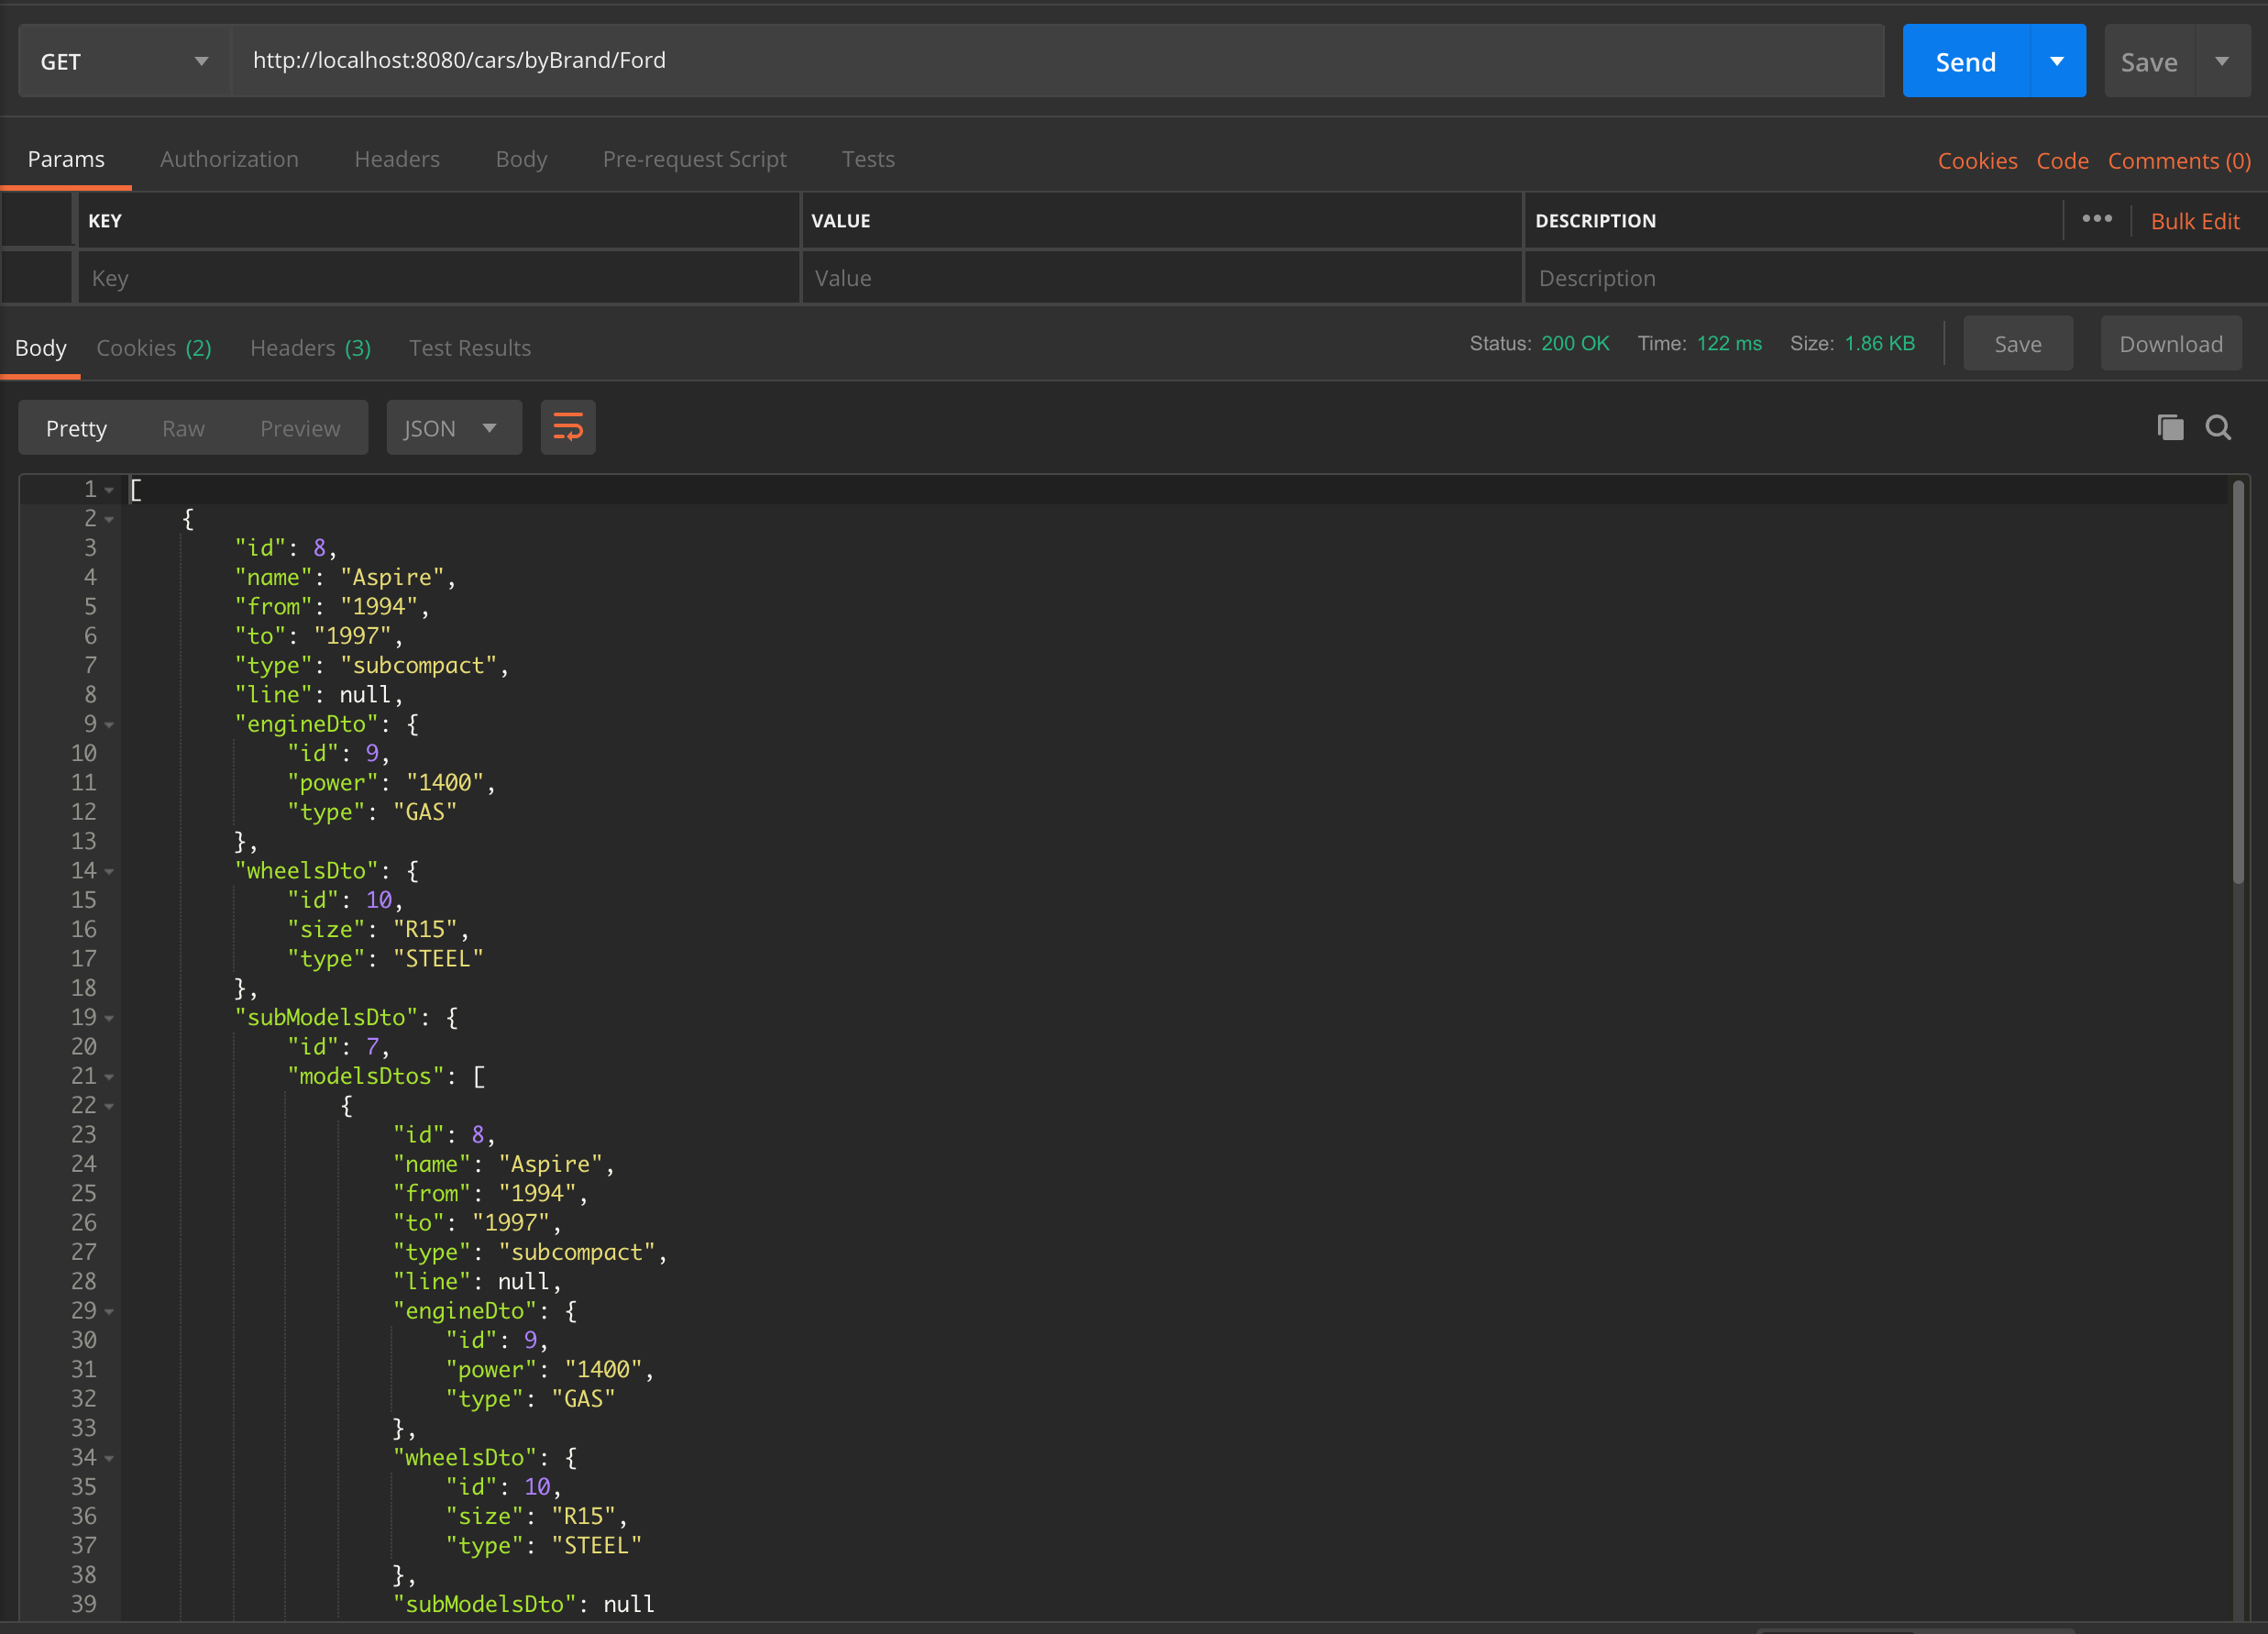 GET http://localhost:8080/cars/byBrand/Ford Send Save
Params Authorization Headers Body Pre-request Script Tests Cookies Code Comments (0)
KEY VALUE DESCRIPTION ••• Bulk Edit
Key Value Description
Body Cookies (2) Headers (3) Test Results Status: 200 OK Time: 122 ms Size: 1.86 KB Save Download
Pretty Raw Preview JSON
1 [
2 {
3 "id": 8,
4 "name": "Aspire",
5 "from": "1994",
6 "to": "1997",
7 "type": "subcompact",
8 "line": null,
9 "engineDto": {
10 "id": 9,
11 "power": "1400",
12 "type": "GAS"
13 },
14 "wheelsDto": {
15 "id": 10,
16 "size": "R15",
17 "type": "STEEL"
18 },
19 "subModelsDto": {
20 "id": 7,
21 "modelsDtos": [
22 {
23 "id": 8,
24 "name": "Aspire",
25 "from": "1994",
26 "to": "1997",
27 "type": "subcompact",
28 "line": null,
29 "engineDto": {
30 "id": 9,
31 "power": "1400",
32 "type": "GAS"
33 },
34 "wheelsDto": {
35 "id": 10,
36 "size": "R15",
37 "type": "STEEL"
38 },
39 "subModelsDto": null